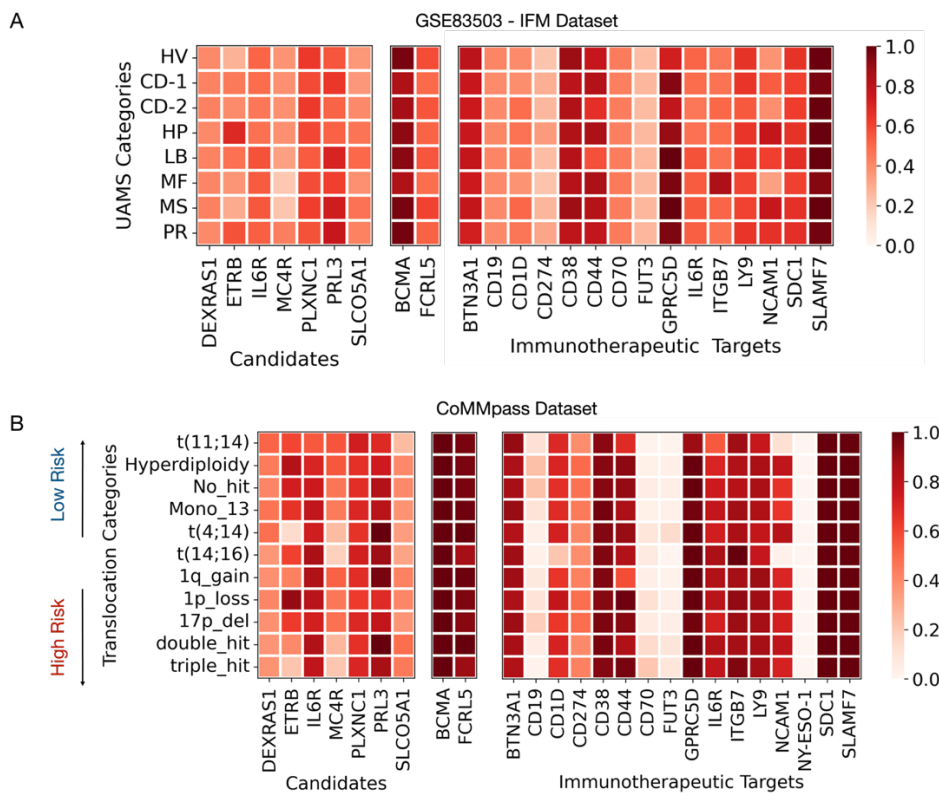 A
GSE83503 - IFM Dataset
UAMS Categories
HV
CD-1
CD-2
HP
LB
MF
MS
PR
1.0
0.8
0.6
0.4
0.2
0.0
DEXRAS1
ETRB
IL6R
MC4R
PLXNC1
PRL3
SLCO5A1
BCMA
FCRL5
BTN3A1
CD19
CD1D
CD274
CD38
CD44
CD70
FUT3
GPRC5D
IL6R
ITGB7
LY9
NCAM1
SDC1
SLAMF7
Candidates
Immunotherapeutic Targets
CoMMpass Dataset
B
Low Risk
High Risk
Translocation Categories
t(11;14)
Hyperdiploidy
No_hit
Mono_13
t(4;14)
t(14;16)
1q_gain
1p_loss
17p_del
double_hit
triple_hit
1.0
0.8
0.6
0.4
0.2
0.0
DEXRAS1
ETRB
IL6R
MC4R
PLXNC1
PRL3
SLCO5A1
BCMA
FCRL5
BTN3A1
CD19
CD1D
CD274
CD38
CD44
CD70
FUT3
GPRC5D
IL6R
ITGB7
LY9
NCAM1
NY-ESO-1
SDC1
SLAMF7
Candidates
Immunotherapeutic Targets